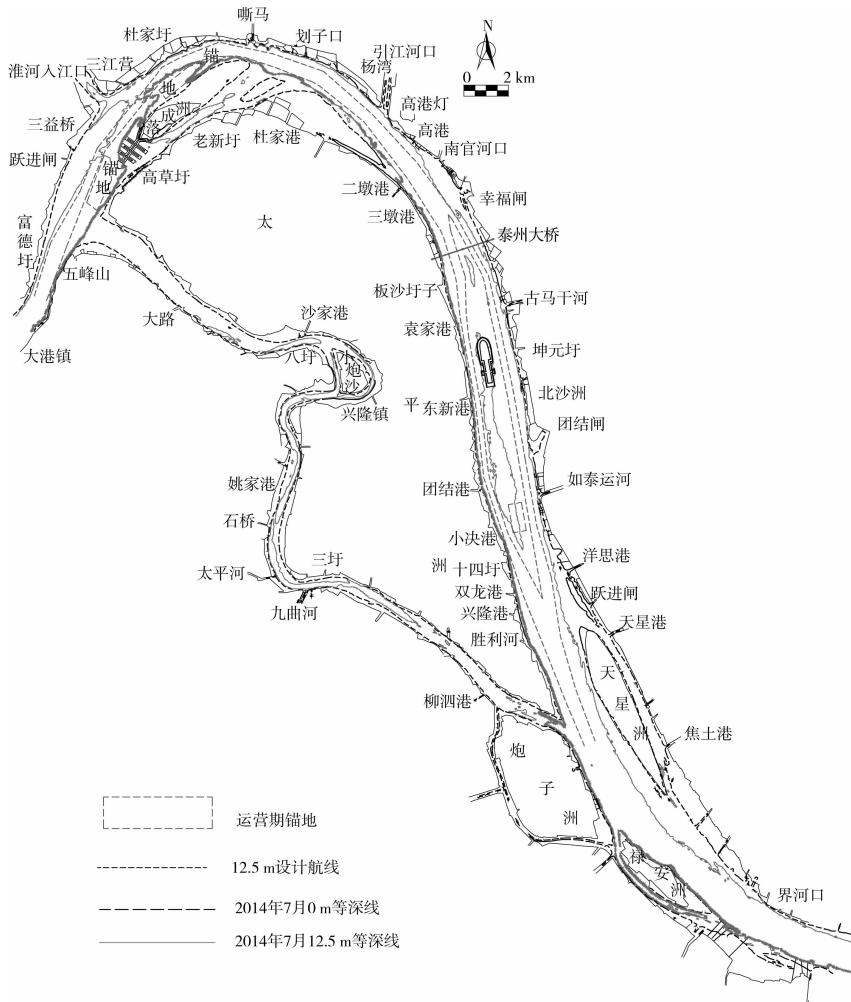 嘶马
杜家圩
划子口
N
三江营
锚
地
引江河口
杨湾
淮河入江口
0 2 km
落
成
洲
高港灯
三益桥
高港
老新圩
杜家港
南官河口
跃进闸
锚
地
高草圩
二墩港
幸福闸
三墩港
太
富
德
圩
泰州大桥
五峰山
板沙圩子
古马干河
大路
沙家港
袁家港
大港镇
八圩
小
炮
沙
坤元圩
北沙洲
平
东新港
兴隆镇
团结闸
姚家港
团结港
如泰运河
石桥
小决港
三圩
洋思港
太平河
洲
十四圩
跃进闸
九曲河
双龙港
兴隆港
天星港
胜利河
天
星
洲
柳泗港
焦土港
炮
子
洲
运营期锚地
禄
安
洲
12.5 m设计航线
界河口
2014年7月0 m等深线
2014年7月12.5 m等深线